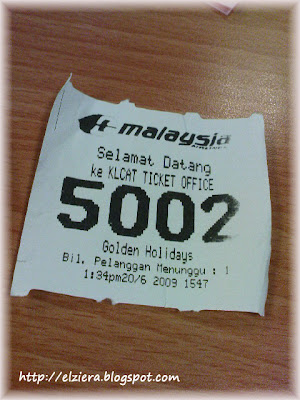 malaysia
Selamat Datang
ke KLCAT TICKET OFFICE
5002
Golden Holidays
Bil. Pelanggan Menunggu : 1
1:34pm20/6 2009 1547
http://elziera.blogspot.com